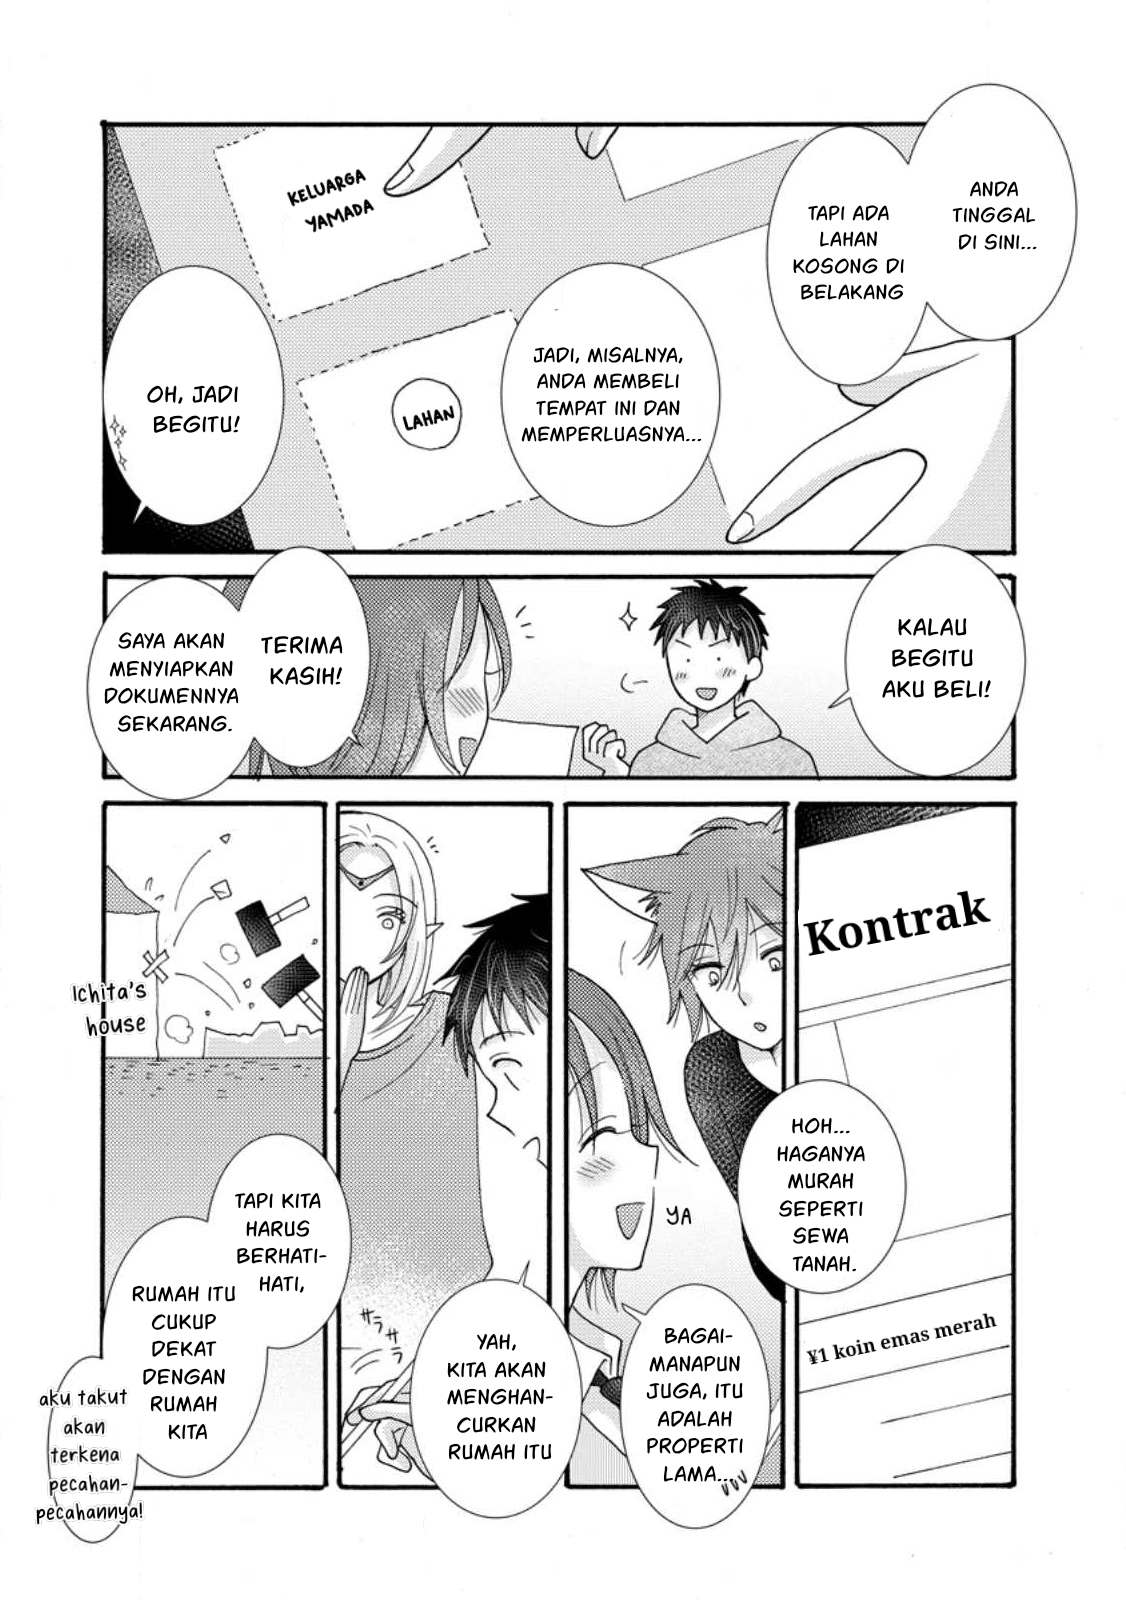 ANDA
TINGGAL
DI SINI...
TAPI ADA
LAHAN
KOSONG DI
BELAKANG
KELUARGA
YAMADA
JADI, MISALNYA,
ANDA MEMBELI
TEMPAT INI DAN
MEMPERLUASNYA...
LAHAN
OH, JADI
BEGITU!
KALAU
BEGITU
AKU BELI!
TERIMA
KASIH!
SAYA AKAN
MENYIAPKAN
DOKUMENNYA
SEKARANG.
Kontrak
HOH...
HAGANYA
MURAH
SEPERTI
SEWA
TANAH.
¥1 koin emas merah
YA
BAGAI-
MANAPUN
JUGA, ITU
ADALAH
PROPERTI
LAMA...
YAH,
KITA AKAN
MENGHAN-
CURKAN
RUMAH ITU
サラ
サラ
Ichita's
house
TAPI KITA
HARUS
BERHATI-
HATI,
RUMAH ITU
CUKUP
DEKAT
DENGAN
RUMAH
KITA
aku takut
akan
terkena
pecahan-
pecahannya!